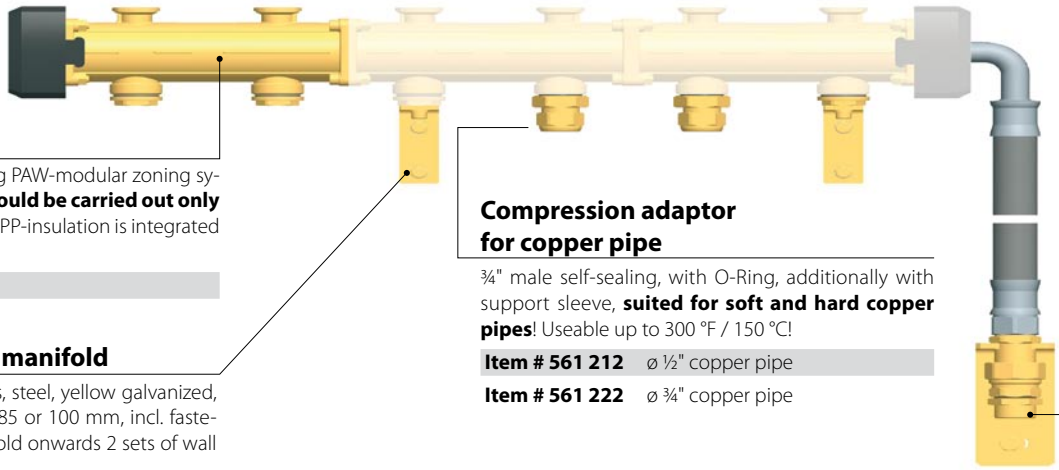 g PAW-modular zoning sy-
ould be carried out only
PP-insulation is integrated
manifold
s, steel, yellow galvanized,
85 or 100 mm, incl. faste-
old onwards 2 sets of wall
Compression adaptor
for copper pipe
¾" male self-sealing, with O-Ring, additionally with
support sleeve, suited for soft and hard copper
pipes! Useable up to 300 °F / 150 °C!
Item # 561 212 ø ½" copper pipe
Item # 561 222 ø ¾" copper pipe